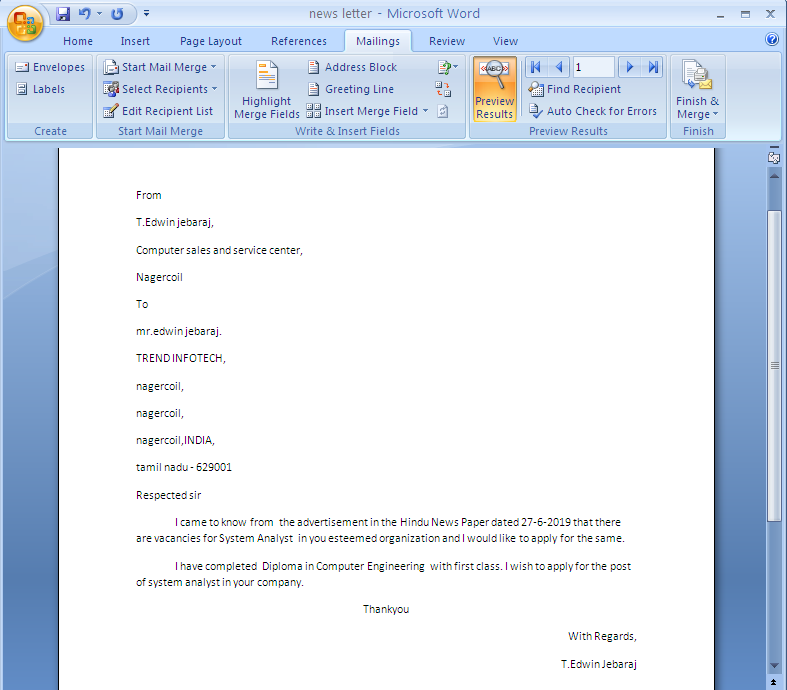 news letter - Microsoft Word
Home Insert Page Layout References Mailings Review View
Envelopes
Labels
Create
Start Mail Merge
Select Recipients
Edit Recipient List
Start Mail Merge
Highlight
Merge Fields
Address Block
Greeting Line
Insert Merge Field
Write & Insert Fields
ABC
Preview
Results
1
Find Recipient
Auto Check for Errors
Preview Results
Finish &
Merge
Finish
From
T.Edwin jebaraj,
Computer sales and service center,
Nagercoil
To
mr.edwin jebaraj.
TREND INFOTECH,
nagercoil,
nagercoil,
nagercoil,INDIA,
tamil nadu - 629001
Respected sir
I came to know from the advertisement in the Hindu News Paper dated 27-6-2019 that there
are vacancies for System Analyst in you esteemed organization and I would like to apply for the same.
I have completed Diploma in Computer Engineering with first class. I wish to apply for the post
of system analyst in your company.
Thankyou
With Regards,
T.Edwin Jebaraj